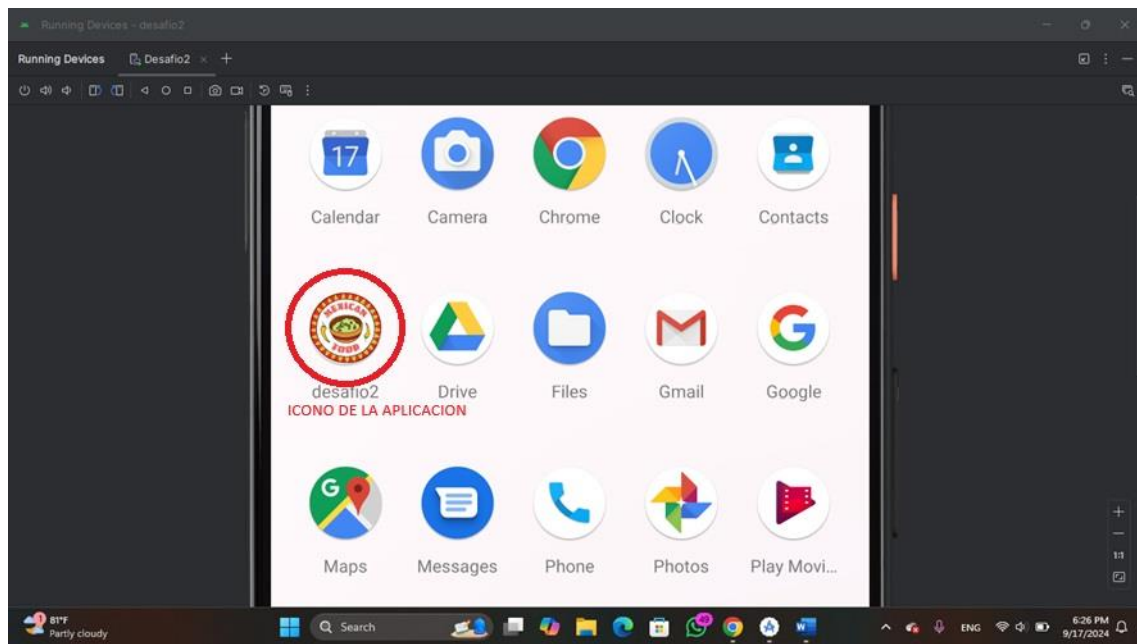 Running Devices - desafio2
Running Devices
Desafio2
17
Calendar
Camera
Chrome
Clock
Contacts
MEXICAN
FOOD
desafio2
Drive
Files
Gmail
Google
ICONO DE LA APLICACION
G
Maps
Messages
Phone
Photos
Play Movi...
1:1
81°F
Partly cloudy
Search
ENG
6:26 PM
9/17/2024